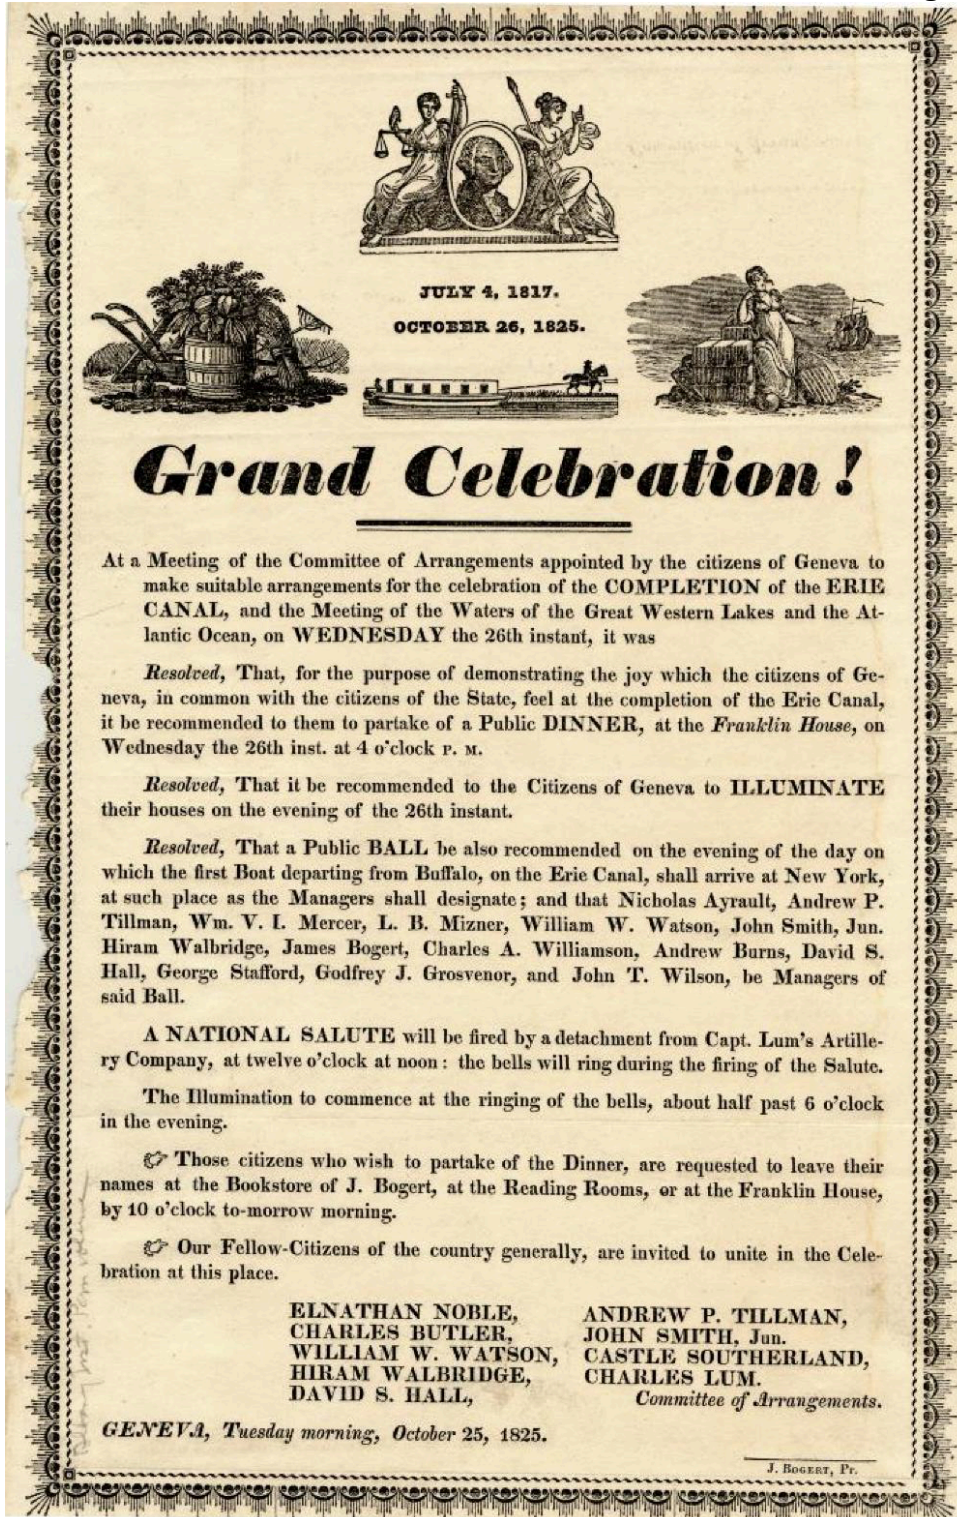 JULY 4, 1817.
OCTOBER 26, 1825.
Grand Celebration!
At a Meeting of the Committee of Arrangements appointed by the citizens of Geneva to
make suitable arrangements for the celebration of the COMPLETION of the ERIE
CANAL, and the Meeting of the Waters of the Great Western Lakes and the At-
lantic Ocean, on WEDNESDAY the 26th instant, it was
Resolved, That, for the purpose of demonstrating the joy which the citizens of Ge-
neva, in common with the citizens of the State, feel at the completion of the Erie Canal,
it be recommended to them to partake of a Public DINNER, at the Franklin House, on
Wednesday the 26th inst. at 4 o'clock P. M.
Resolved, That it be recommended to the Citizens of Geneva to ILLUMINATE
their houses on the evening of the 26th instant.
Resolved, That a Public BALL be also recommended on the evening of the day on
which the first Boat departing from Buffalo, on the Erie Canal, shall arrive at New York,
at such place as the Managers shall designate; and that Nicholas Ayrault, Andrew P.
Tillman, Wm. V. I. Mercer, L. B. Mizner, William W. Watson, John Smith, Jun.
Hiram Walbridge, James Bogert, Charles A. Williamson, Andrew Burns, David S.
Hall, George Stafford, Godfrey J. Grosvenor, and John T. Wilson, be Managers of
said Ball.
A NATIONAL SALUTE will be fired by a detachment from Capt. Lum's Artille-
ry Company, at twelve o'clock at noon: the bells will ring during the firing of the Salute.
The Illumination to commence at the ringing of the bells, about half past 6 o'clock
in the evening.
☞ Those citizens who wish to partake of the Dinner, are requested to leave their
names at the Bookstore of J. Bogert, at the Reading Rooms, or at the Franklin House,
by 10 o'clock to-morrow morning.
☞ Our Fellow-Citizens of the country generally, are invited to unite in the Cele-
bration at this place.
ELNATHAN NOBLE,
CHARLES BUTLER,
WILLIAM W. WATSON,
HIRAM WALBRIDGE,
DAVID S. HALL,
ANDREW P. TILLMAN,
JOHN SMITH, Jun.
CASTLE SOUTHERLAND,
CHARLES LUM.
Committee of Arrangements.
GENEVA, Tuesday morning, October 25, 1825.
J. BOGERT, Pr.